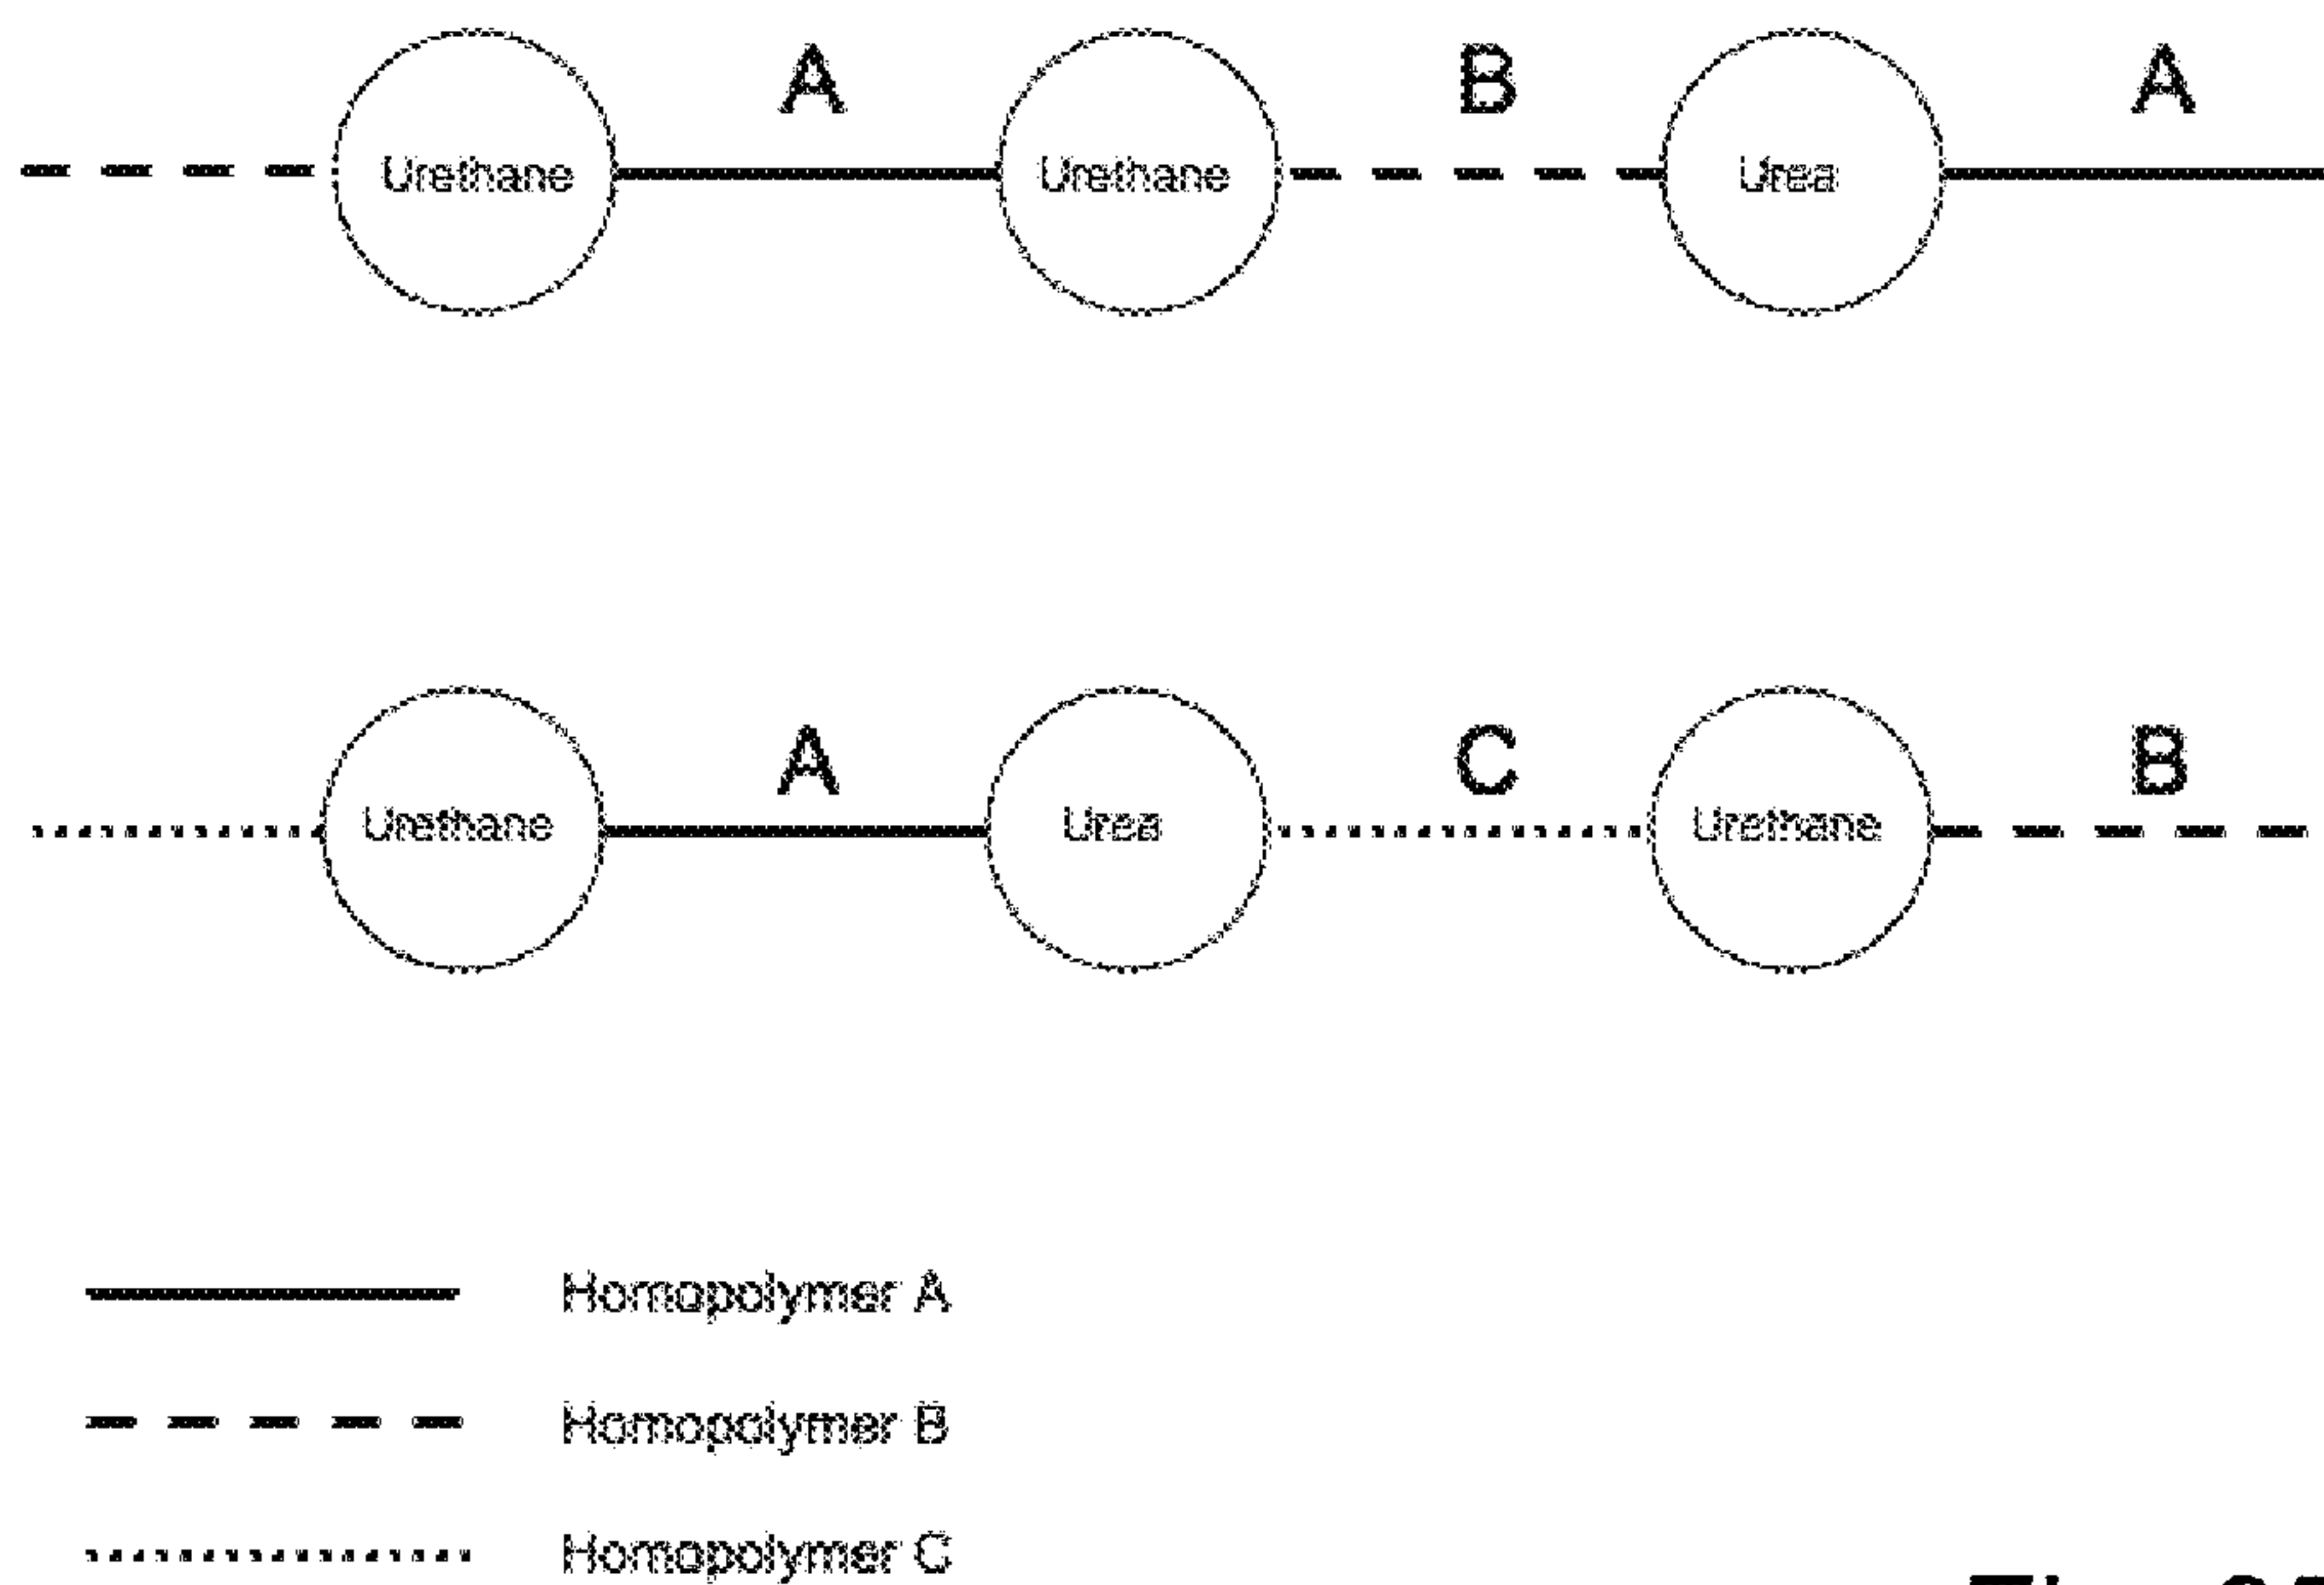 A B A
Urethane Urethane Urea
A C B
Urethane Urea Urethane
Homopolymer A
Homopolymer B
Homopolymer C